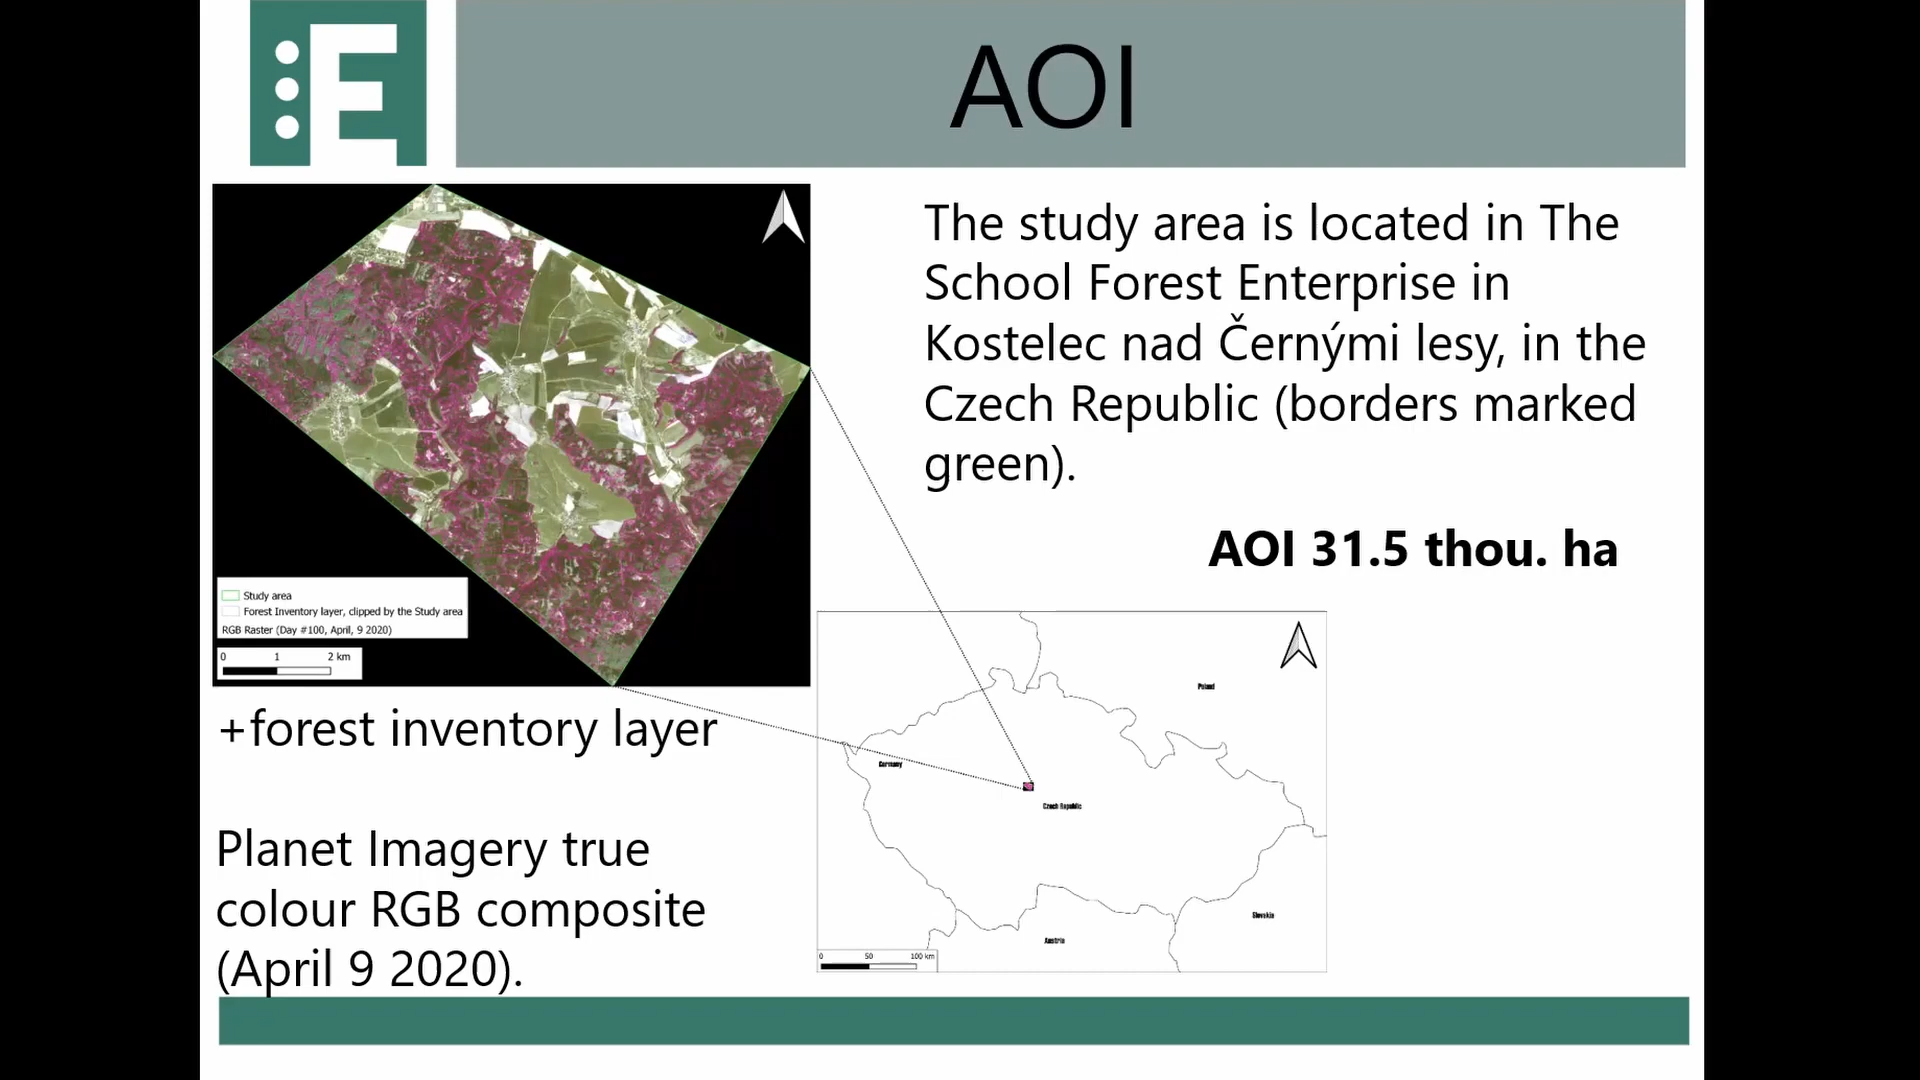 E
AOI
The study area is located in The
School Forest Enterprise in
Kostelec nad Černými lesy, in the
Czech Republic (borders marked
green).
AOI 31.5 thou. ha
Study area
Forest Inventory layer, clipped by the Study area
RGB Raster (Day #100, April, 9 2020)
0 1 2 km
+forest inventory layer
Planet Imagery true
colour RGB composite
(April 9 2020).
Poland
Germany
Czech Republic
Slovakia
Austria
0 50 100 km